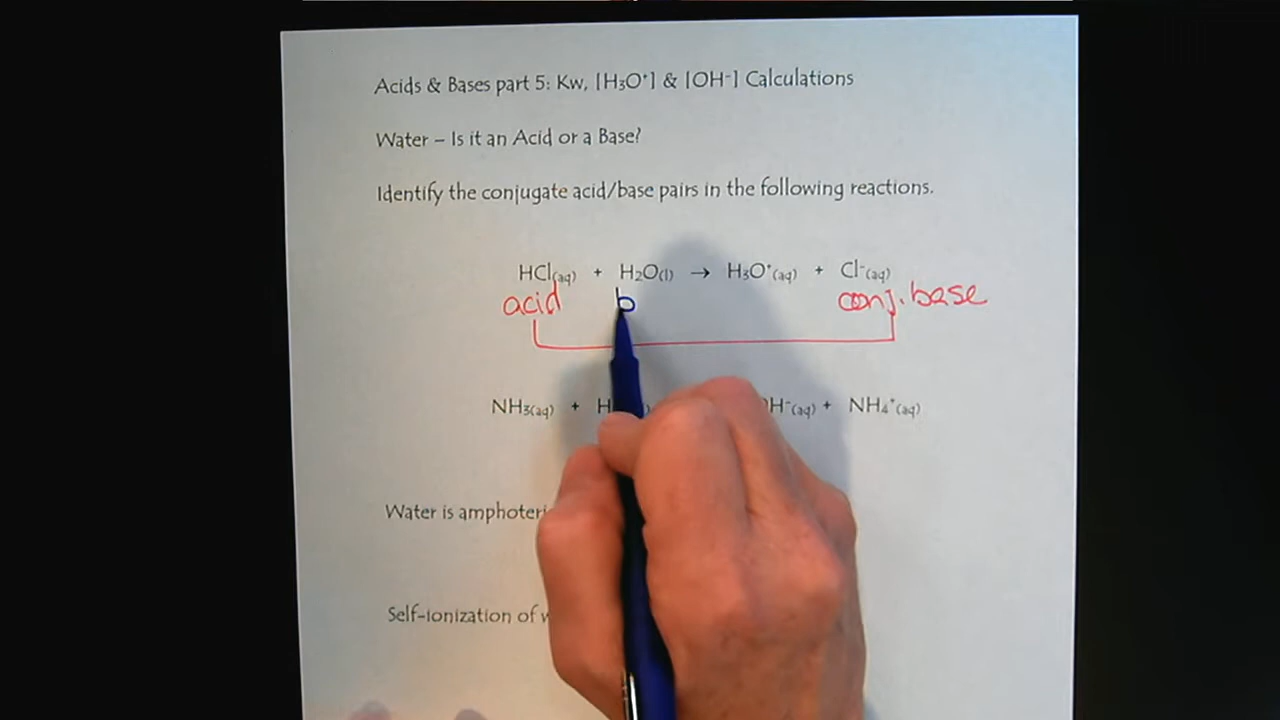 Acids & Bases part 5: Kw, [H₃O⁺] & [OH⁻] Calculations
Water – Is it an Acid or a Base?
Identify the conjugate acid/base pairs in the following reactions.
HCl(aq) + H₂O(l) → H₃O⁺(aq) + Cl⁻(aq)
acid b conj. base
NH₃(aq) + H H⁻(aq) + NH₄⁺(aq)
Water is amphoteri
Self-ionization of w